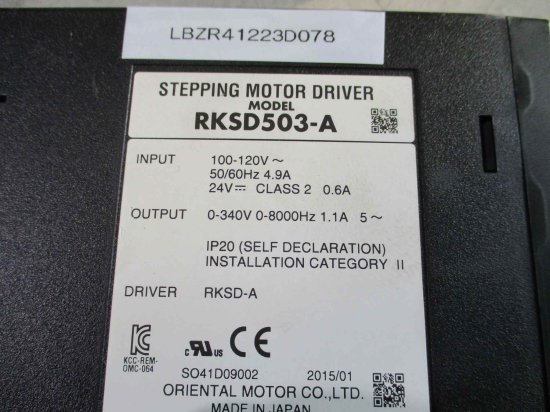 LBZR41223D078
STEPPING MOTOR DRIVER
MODEL
RKSD503-A
INPUT 100-120V ~
50/60Hz 4.9A
24V⎓ CLASS 2 0.6A
OUTPUT 0-340V 0-8000Hz 1.1A 5~
IP20 (SELF DECLARATION)
INSTALLATION CATEGORY II
DRIVER RKSD-A
KCC-REM-
OMC-064
c RU us CE
SO41D09002 2015/01
ORIENTAL MOTOR CO.,LTD.
MADE IN JAPAN